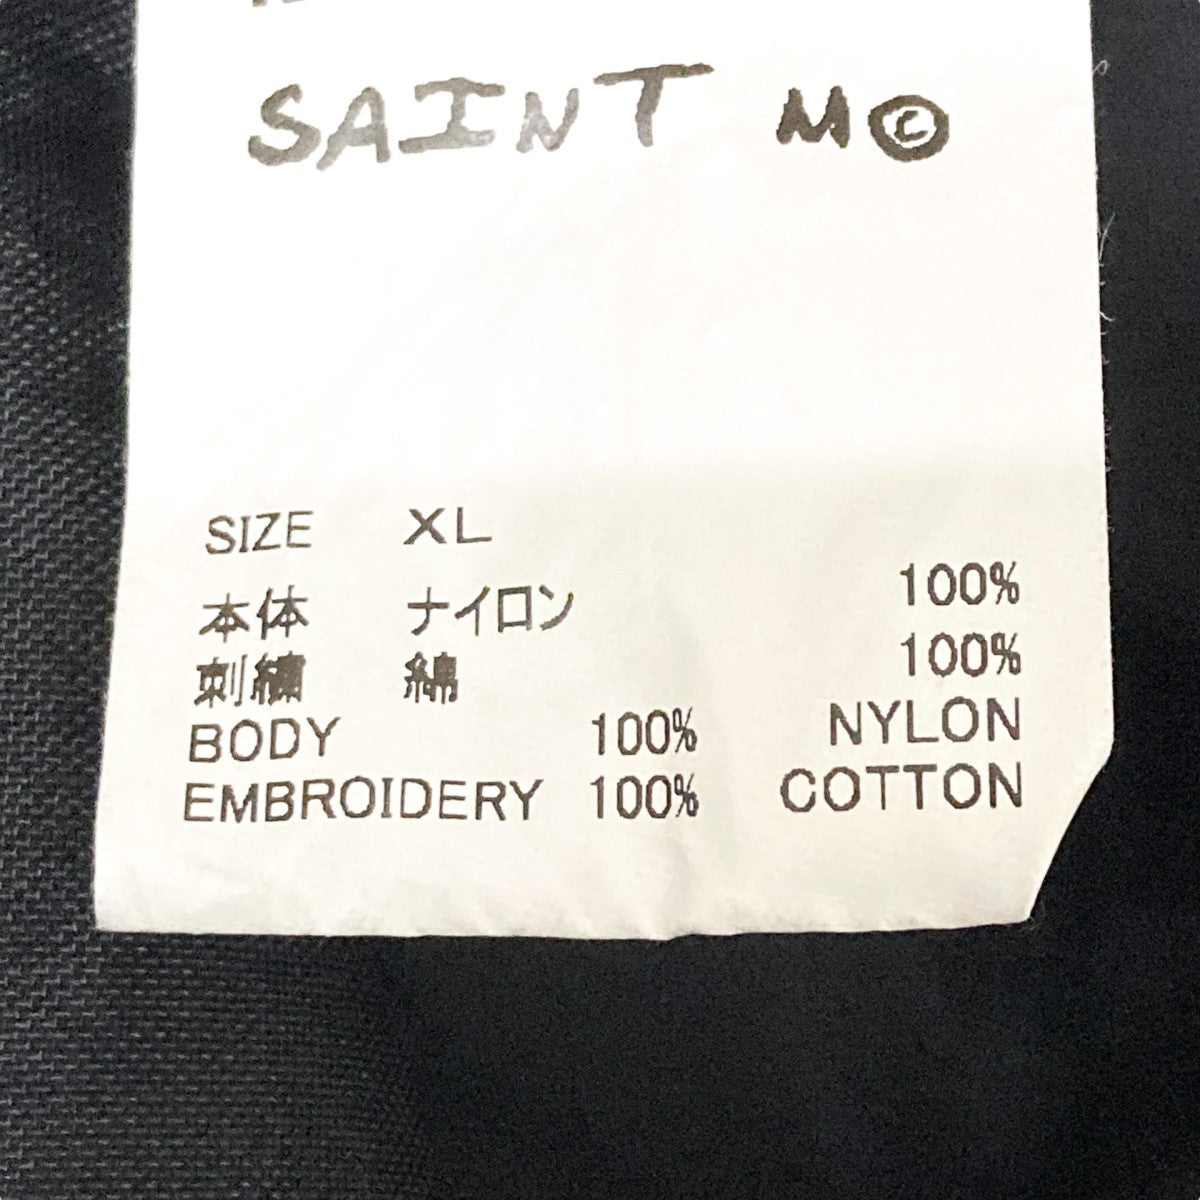 SAINT M©
SIZE XL
本体 ナイロン 100%
刺繍 綿 100%
BODY 100% NYLON
EMBROIDERY 100% COTTON